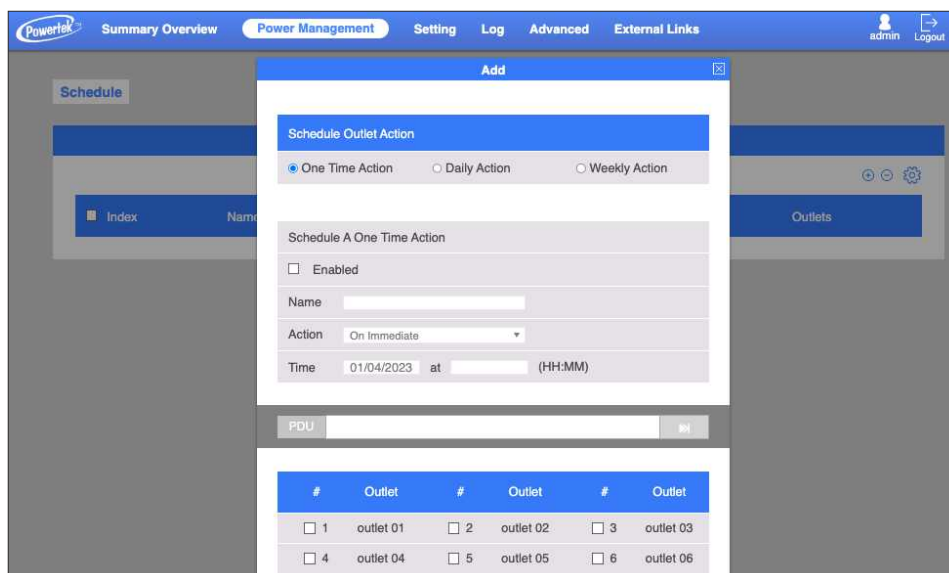 Powertek Summary Overview Power Management Setting Log Advanced External Links admin Logout
Add
Schedule
Schedule Outlet Action
One Time Action Daily Action Weekly Action
Index Name Outlets
Schedule A One Time Action
Enabled
Name
Action On Immediate
Time 01/04/2023 at (HH:MM)
PDU
# Outlet # Outlet # Outlet
1 outlet 01 2 outlet 02 3 outlet 03
4 outlet 04 5 outlet 05 6 outlet 06